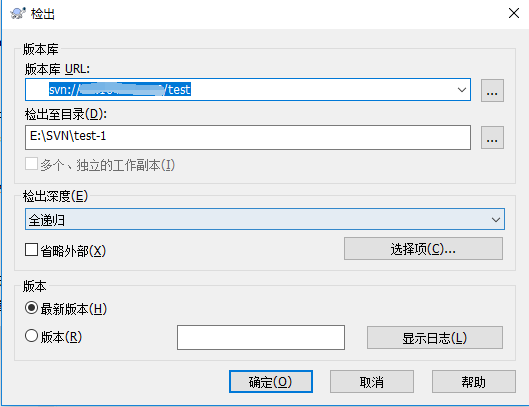 检出
版本库
版本库 URL:
svn:// /test
...
检出至目录(D):
E:\SVN\test-1
...
多个、独立的工作副本(I)
检出深度(E)
全递归
省略外部(X)
选择项(C)...
版本
最新版本(H)
版本(R)
显示日志(L)
确定(O)
取消
帮助